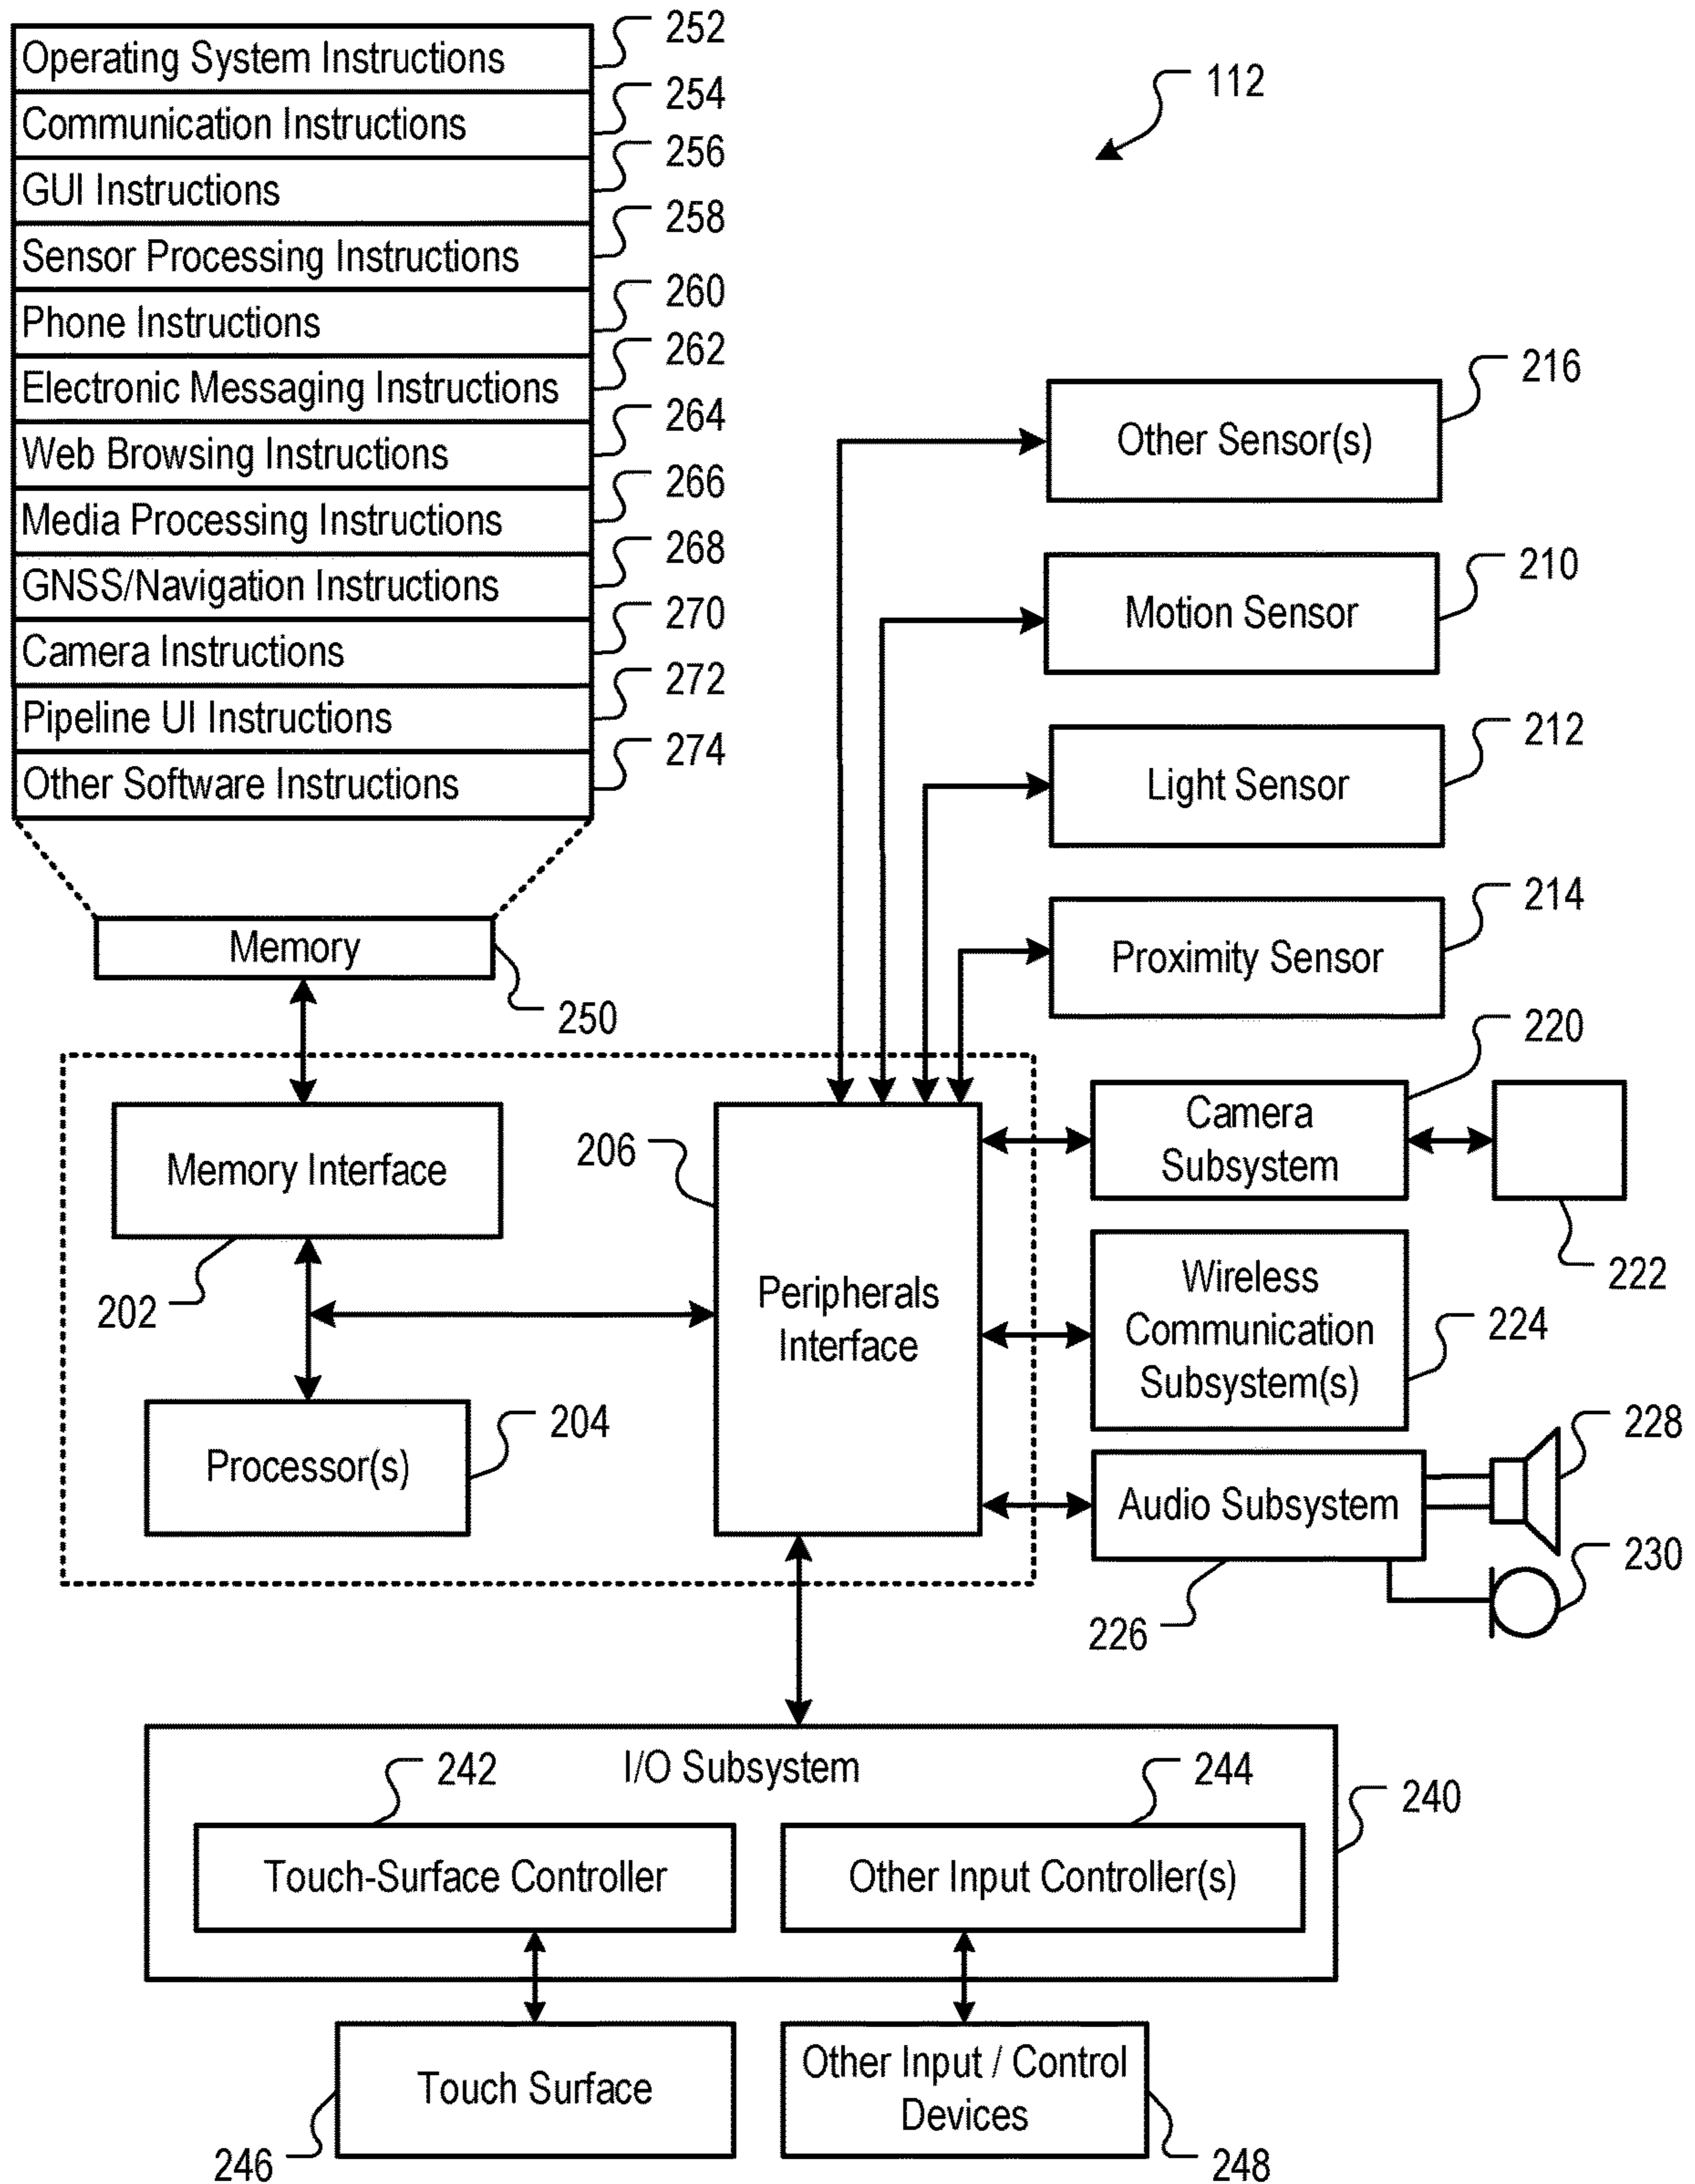 Operating System Instructions
252
Communication Instructions
254
GUI Instructions
256
Sensor Processing Instructions
258
Phone Instructions
260
Electronic Messaging Instructions
262
Web Browsing Instructions
264
Media Processing Instructions
266
GNSS/Navigation Instructions
268
Camera Instructions
270
Pipeline UI Instructions
272
Other Software Instructions
274
112
Memory
250
Other Sensor(s)
216
Motion Sensor
210
Light Sensor
212
Proximity Sensor
214
Memory Interface
202
Processor(s)
204
206
Peripherals
Interface
Camera
Subsystem
220
222
Wireless
Communication
Subsystem(s)
224
Audio Subsystem
226
228
230
I/O Subsystem
240
242
Touch-Surface Controller
244
Other Input Controller(s)
Touch Surface
246
Other Input / Control
Devices
248